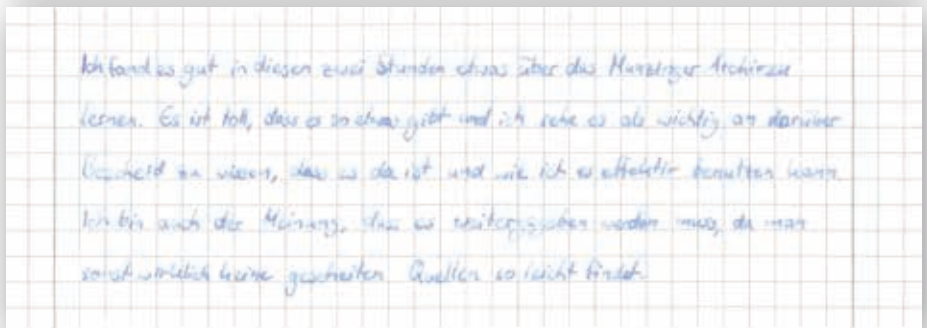 Ich fand es gut in diesen zwei Stunden etwas über das Munzinger Archiv zu
lernen. Es ist toll, dass es so etwas gibt und ich sehe es als wichtig an darüber
Bescheid zu wissen, dass es da ist und wie ich es effektiv benutzen kann.
Ich bin auch der Meinung, dass es weitergegeben werden muss, da man
sonst wirklich keine gescheiten Quellen so leicht findet.